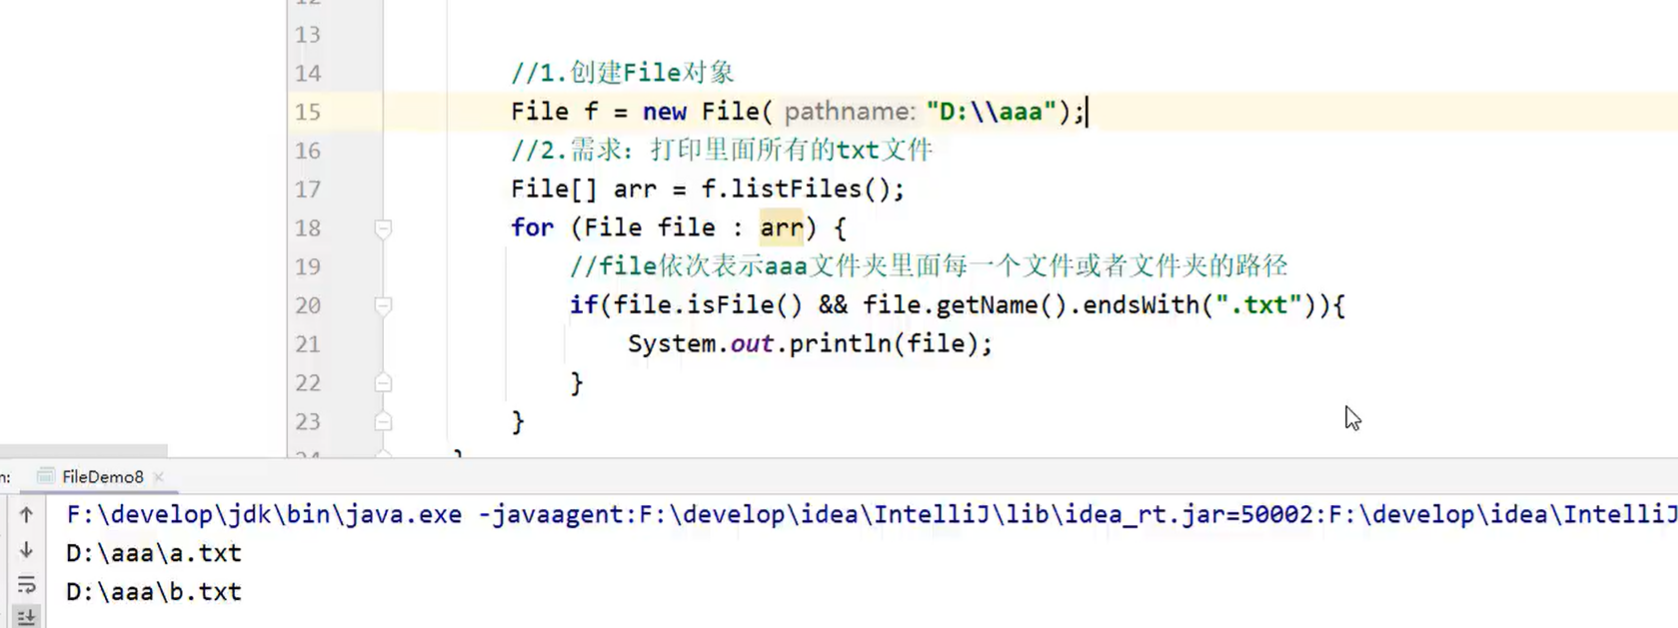 13
14 //1.创建File对象
15 File f = new File( pathname: "D:\\aaa");
16 //2.需求：打印里面所有的txt文件
17 File[] arr = f.listFiles();
18 for (File file : arr) {
19 //file依次表示aaa文件夹里面每一个文件或者文件夹的路径
20 if(file.isFile() && file.getName().endsWith(".txt")){
21 System.out.println(file);
22 }
23 }
FileDemo8
F:\develop\jdk\bin\java.exe -javaagent:F:\develop\idea\IntelliJ\lib\idea_rt.jar=50002:F:\develop\idea\IntelliJ
D:\aaa\a.txt
D:\aaa\b.txt